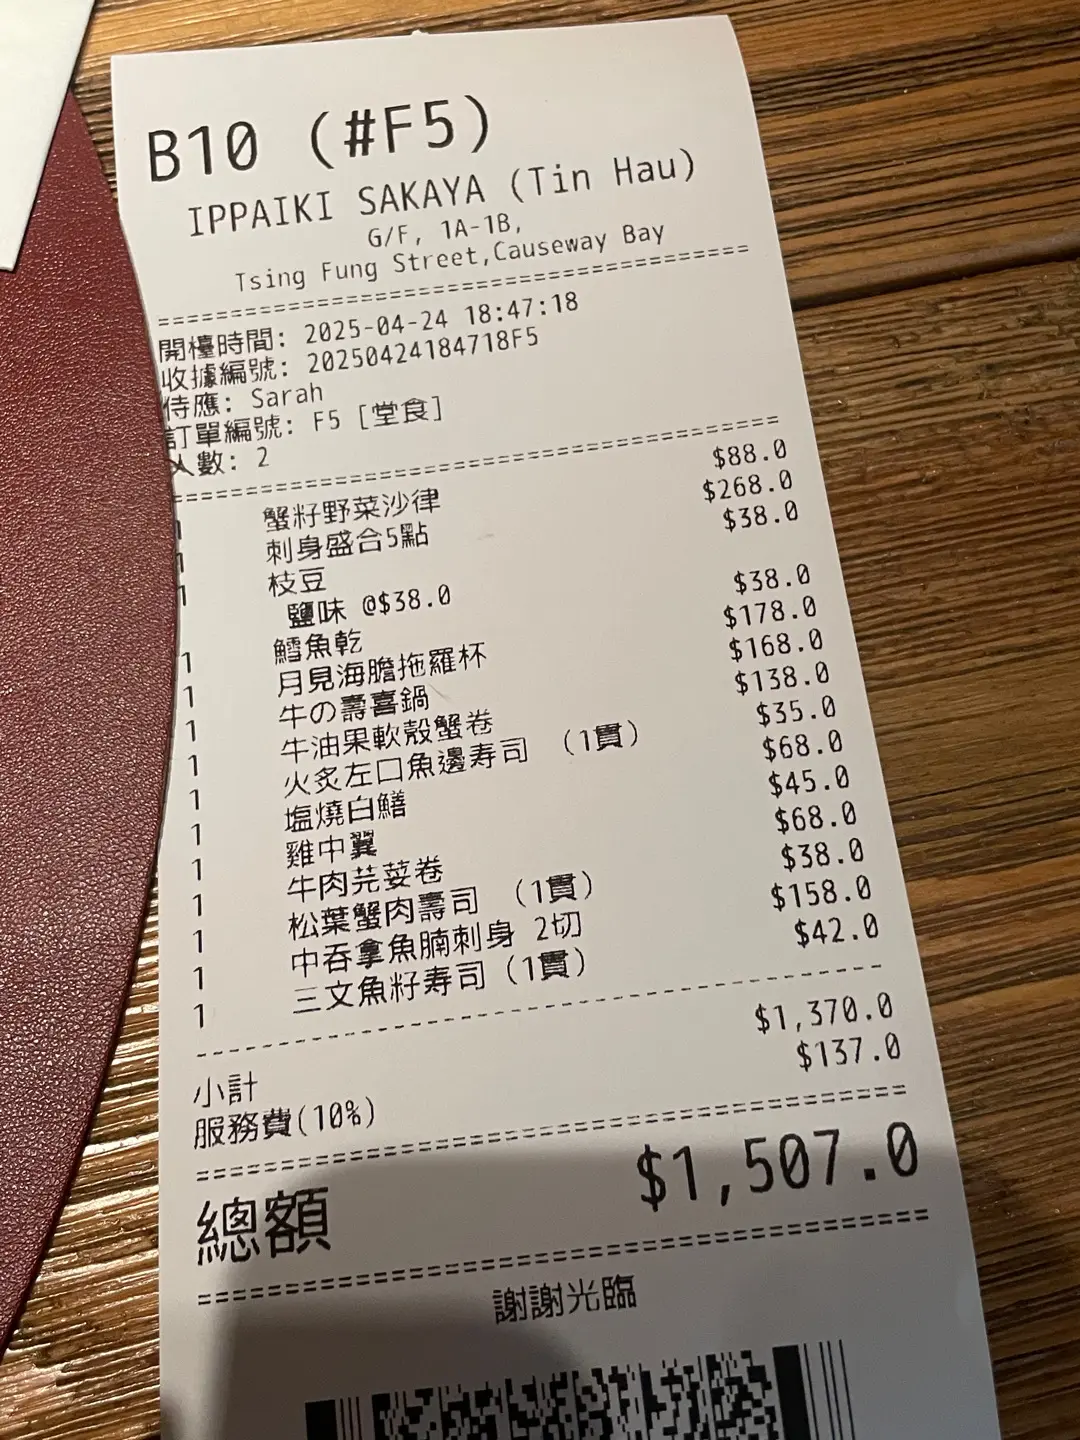 B10 (#F5)
IPPAIKI SAKAYA (Tin Hau)
G/F, 1A-1B,
Tsing Fung Street,Causeway Bay
開檯時間: 2025-04-24 18:47:18
收據編號: 20250424184718F5
侍應: Sarah
訂單編號: F5 [堂食]
人數: 2
1 蟹籽野菜沙律 $88.0
1 刺身盛合5點 $268.0
1 枝豆 $38.0
鹽味 @$38.0
1 鱈魚乾 $38.0
1 月見海膽拖羅杯 $178.0
1 牛の壽喜鍋 $168.0
1 牛油果軟殼蟹卷 $138.0
1 火炙左口魚邊寿司 (1貫) $35.0
1 塩燒白鱔 $68.0
1 雞中翼 $45.0
1 牛肉芫荽卷 $68.0
1 松葉蟹肉壽司 (1貫) $38.0
1 中吞拿魚腩刺身 2切 $158.0
1 三文魚籽寿司 (1貫) $42.0
小計 $1,370.0
服務費(10%) $137.0
總額 $1,507.0
謝謝光臨